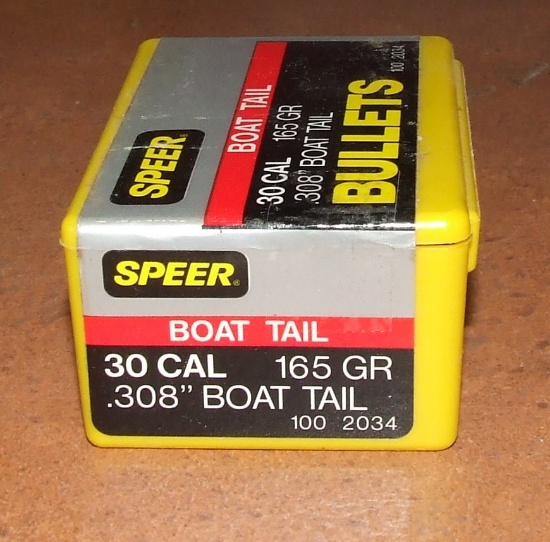 SPEER
BOAT TAIL
30 CAL 165 GR
.308" BOAT TAIL
BULLETS
100 2034
SPEER
BOAT TAIL
30 CAL 165 GR
.308" BOAT TAIL
100 2034